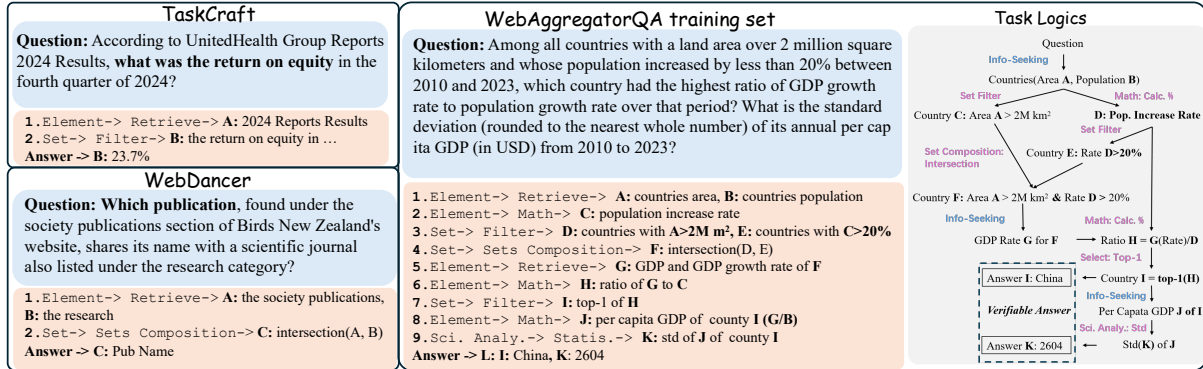 TaskCraft
Question: According to UnitedHealth Group Reports
2024 Results, what was the return on equity in the
fourth quarter of 2024?
1.Element-> Retrieve-> A: 2024 Reports Results
2.Set-> Filter-> B: the return on equity in …
Answer -> B: 23.7%
WebDancer
Question: Which publication, found under the
society publications section of Birds New Zealand's
website, shares its name with a scientific journal
also listed under the research category?
1.Element-> Retrieve-> A: the society publications,
B: the research
2.Set-> Sets Composition-> C: intersection(A, B)
Answer -> C: Pub Name
WebAggregatorQA training set
Question: Among all countries with a land area over 2 million square
kilometers and whose population increased by less than 20% between
2010 and 2023, which country had the highest ratio of GDP growth
rate to population growth rate over that period? What is the standard
deviation (rounded to the nearest whole number) of its annual per cap
ita GDP (in USD) from 2010 to 2023?
1.Element-> Retrieve-> A: countries area, B: countries population
2.Element-> Math-> C: population increase rate
3.Set-> Filter-> D: countries with A>2M m², E: countries with C>20%
4.Set-> Sets Composition-> F: intersection(D, E)
5.Element-> Retrieve-> G: GDP and GDP growth rate of F
6.Element-> Math-> H: ratio of G to C
7.Set-> Filter-> I: top-1 of H
8.Element-> Math-> J: per capita GDP of county I (G/B)
9.Sci. Analy.-> Statis.-> K: std of J of county I
Answer -> L: I: China, K: 2604
Task Logics
Question
Info-Seeking
Countries(Area A, Population B)
Set Filter
Math: Calc. %
Country C: Area A > 2M km²
D: Pop. Increase Rate
Set Filter
Set Composition:
Intersection
Country E: Rate D>20%
Country F: Area A > 2M km² & Rate D > 20%
Info-Seeking
Math: Calc. %
GDP Rate G for F
Ratio H = G(Rate)/D
Select: Top-1
Answer I: China
Country I = top-1(H)
Info-Seeking
Verifiable Answer
Per Capata GDP J of I
Sci. Analy.: Std
Answer K: 2604
Std(K) of J